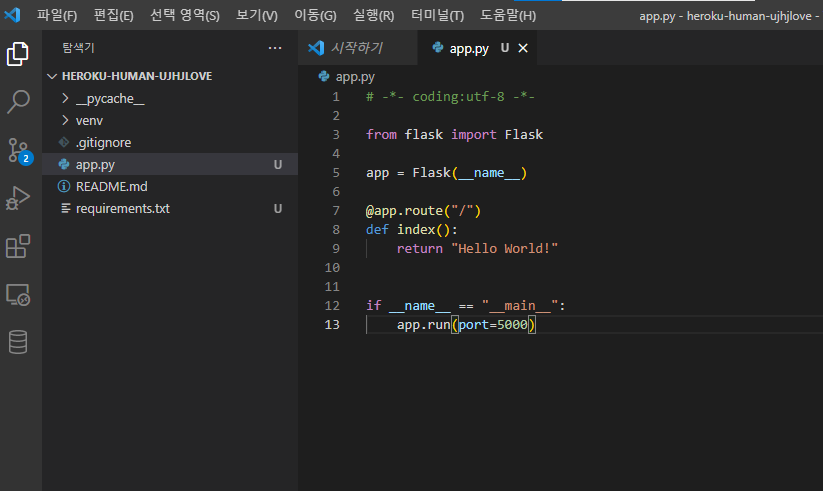 파일(F) 편집(E) 선택 영역(S) 보기(V) 이동(G) 실행(R) 터미널(T) 도움말(H) app.py - heroku-human-ujhjlove -
탐색기 ···
시작하기 app.py U
HEROKU-HUMAN-UJHJLOVE
__pycache__
venv
.gitignore
app.py U
README.md
requirements.txt U
2
app.py
1 # -*- coding:utf-8 -*-
2
3 from flask import Flask
4
5 app = Flask(__name__)
6
7 @app.route("/")
8 def index():
9 return "Hello World!"
10
11
12 if __name__ == "__main__":
13 app.run(port=5000)